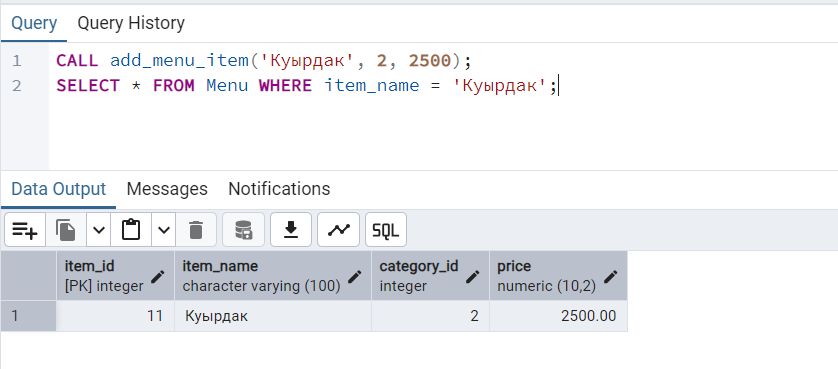 Query Query History
1 CALL add_menu_item('Куырдак', 2, 2500);
2 SELECT * FROM Menu WHERE item_name = 'Куырдак';
Data Output Messages Notifications
SQL
item_id item_name category_id price
[PK] integer character varying (100) integer numeric (10,2)
1 11 Куырдак 2 2500.00